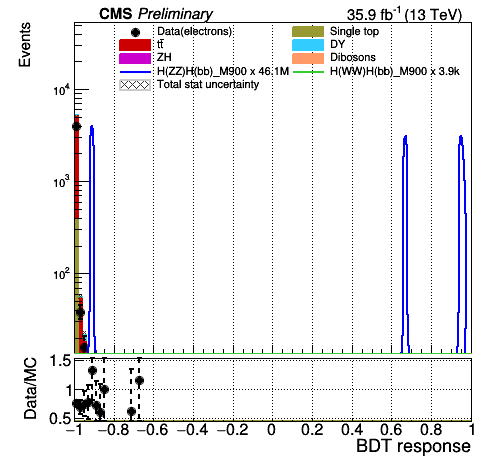 CMS Preliminary 35.9 fb⁻¹ (13 TeV)
Data(electrons) Single top
tt̄ DY
ZH Dibosons
H(ZZ)H(bb)_M900 x 46.1M H(WW)H(bb)_M900 x 3.9k
Total stat uncertainty
Events
10⁴
10³
10²
Data/MC
1.5
1
0.5
−1 −0.8 −0.6 −0.4 −0.2 0 0.2 0.4 0.6 0.8 1
BDT response